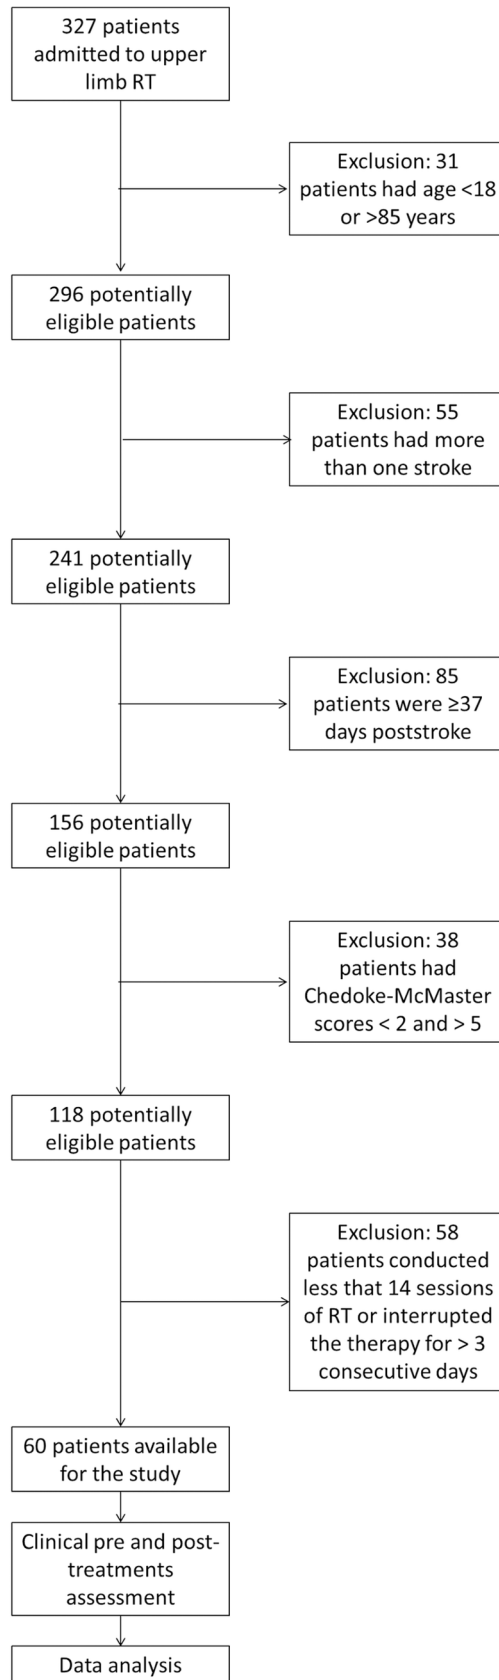 327 patients
admitted to upper
limb RT
Exclusion: 31
patients had age <18
or >85 years
296 potentially
eligible patients
Exclusion: 55
patients had more
than one stroke
241 potentially
eligible patients
Exclusion: 85
patients were ≥37
days poststroke
156 potentially
eligible patients
Exclusion: 38
patients had
Chedoke-McMaster
scores < 2 and > 5
118 potentially
eligible patients
Exclusion: 58
patients conducted
less that 14 sessions
of RT or interrupted
the therapy for > 3
consecutive days
60 patients available
for the study
Clinical pre and post-
treatments
assessment
Data analysis